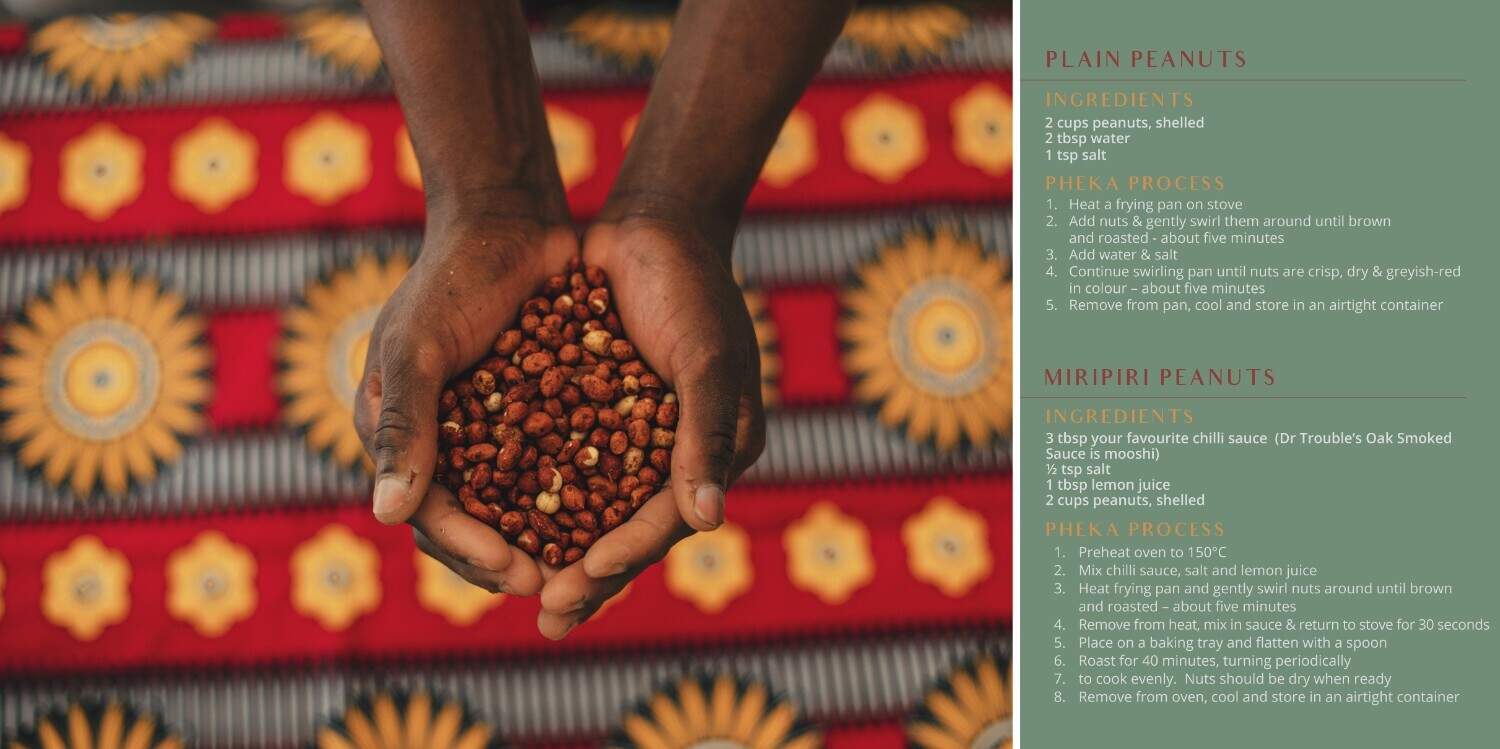 PLAIN PEANUTS
INGREDIENTS
2 cups peanuts, shelled
2 tbsp water
1 tsp salt
PHEKA PROCESS
1. Heat a frying pan on stove
2. Add nuts & gently swirl them around until brown
and roasted - about five minutes
3. Add water & salt
4. Continue swirling pan until nuts are crisp, dry & greyish-red
in colour – about five minutes
5. Remove from pan, cool and store in an airtight container
MIRIPIRI PEANUTS
INGREDIENTS
3 tbsp your favourite chilli sauce (Dr Trouble's Oak Smoked
Sauce is mooshi)
½ tsp salt
1 tbsp lemon juice
2 cups peanuts, shelled
PHEKA PROCESS
1. Preheat oven to 150°C
2. Mix chilli sauce, salt and lemon juice
3. Heat frying pan and gently swirl nuts around until brown
and roasted – about five minutes
4. Remove from heat, mix in sauce & return to stove for 30 seconds
5. Place on a baking tray and flatten with a spoon
6. Roast for 40 minutes, turning periodically
7. to cook evenly. Nuts should be dry when ready
8. Remove from oven, cool and store in an airtight container